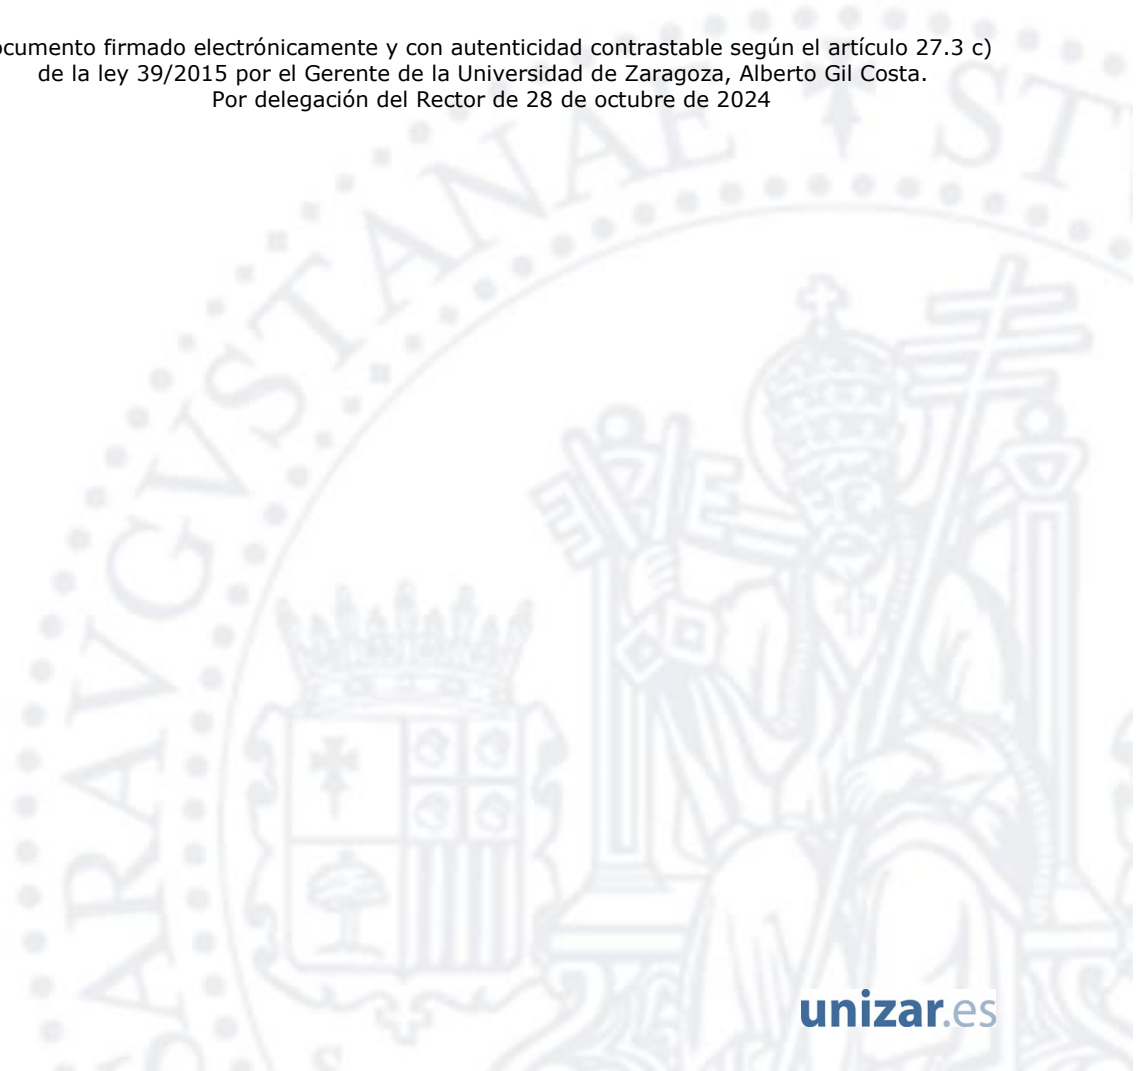 ocumento firmado electrónicamente y con autenticidad contrastable según el artículo 27.3 c)
de la ley 39/2015 por el Gerente de la Universidad de Zaragoza, Alberto Gil Costa.
Por delegación del Rector de 28 de octubre de 2024
ARAVGVSTANAE ST
unizar.es